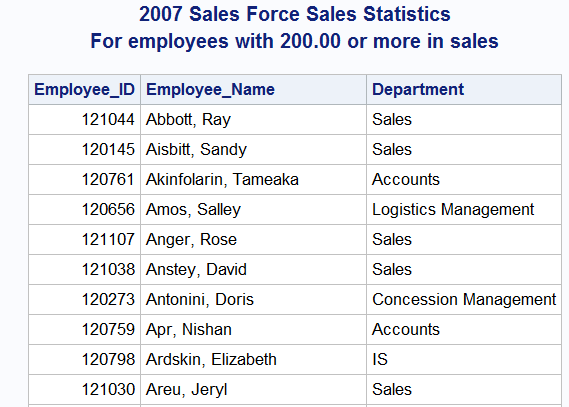 2007 Sales Force Sales Statistics
For employees with 200.00 or more in sales
Employee_ID Employee_Name Department
121044 Abbott, Ray Sales
120145 Aisbitt, Sandy Sales
120761 Akinfolarin, Tameaka Accounts
120656 Amos, Salley Logistics Management
121107 Anger, Rose Sales
121038 Anstey, David Sales
120273 Antonini, Doris Concession Management
120759 Apr, Nishan Accounts
120798 Ardskin, Elizabeth IS
121030 Areu, Jeryl Sales